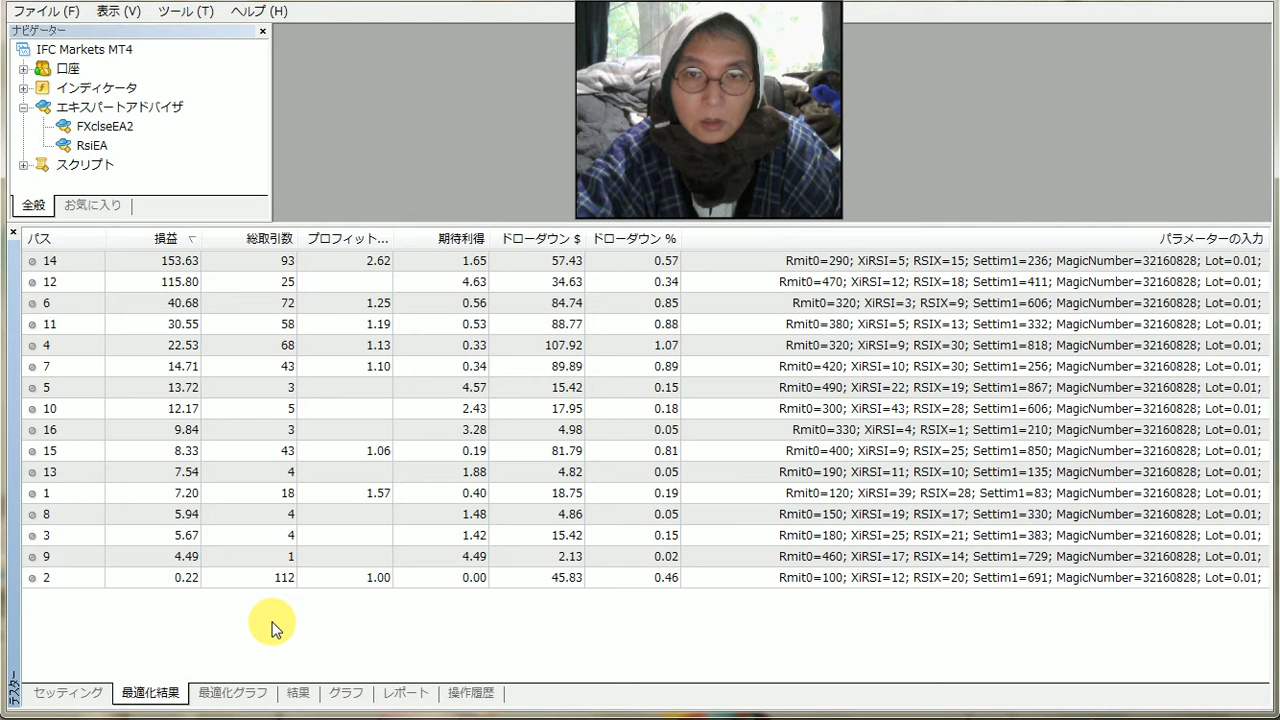 ファイル (F) 表示 (V) ツール (T) ヘルプ (H)
ナビゲーター
IFC Markets MT4
口座
インディケータ
エキスパートアドバイザ
FXclseEA2
RsiEA
スクリプト
全般 お気に入り
パス 損益 総取引数 プロフィット... 期待利得 ドローダウン $ ドローダウン % パラメーターの入力
14 153.63 93 2.62 1.65 57.43 0.57 Rmit0=290; XiRSI=5; RSIX=15; Settim1=236; MagicNumber=32160828; Lot=0.01;
12 115.80 25 4.63 34.63 0.34 Rmit0=470; XiRSI=12; RSIX=18; Settim1=411; MagicNumber=32160828; Lot=0.01;
6 40.68 72 1.25 0.56 84.74 0.85 Rmit0=320; XiRSI=3; RSIX=9; Settim1=606; MagicNumber=32160828; Lot=0.01;
11 30.55 58 1.19 0.53 88.77 0.88 Rmit0=380; XiRSI=5; RSIX=13; Settim1=332; MagicNumber=32160828; Lot=0.01;
4 22.53 68 1.13 0.33 107.92 1.07 Rmit0=320; XiRSI=9; RSIX=30; Settim1=818; MagicNumber=32160828; Lot=0.01;
7 14.71 43 1.10 0.34 89.89 0.89 Rmit0=420; XiRSI=10; RSIX=30; Settim1=256; MagicNumber=32160828; Lot=0.01;
5 13.72 3 4.57 15.42 0.15 Rmit0=490; XiRSI=22; RSIX=19; Settim1=867; MagicNumber=32160828; Lot=0.01;
10 12.17 5 2.43 17.95 0.18 Rmit0=300; XiRSI=43; RSIX=28; Settim1=606; MagicNumber=32160828; Lot=0.01;
16 9.84 3 3.28 4.98 0.05 Rmit0=330; XiRSI=4; RSIX=1; Settim1=210; MagicNumber=32160828; Lot=0.01;
15 8.33 43 1.06 0.19 81.79 0.81 Rmit0=400; XiRSI=9; RSIX=25; Settim1=850; MagicNumber=32160828; Lot=0.01;
13 7.54 4 1.88 4.82 0.05 Rmit0=190; XiRSI=11; RSIX=10; Settim1=135; MagicNumber=32160828; Lot=0.01;
1 7.20 18 1.57 0.40 18.75 0.19 Rmit0=120; XiRSI=39; RSIX=28; Settim1=83; MagicNumber=32160828; Lot=0.01;
8 5.94 4 1.48 4.86 0.05 Rmit0=150; XiRSI=19; RSIX=17; Settim1=330; MagicNumber=32160828; Lot=0.01;
3 5.67 4 1.42 15.42 0.15 Rmit0=180; XiRSI=25; RSIX=21; Settim1=383; MagicNumber=32160828; Lot=0.01;
9 4.49 1 4.49 2.13 0.02 Rmit0=460; XiRSI=17; RSIX=14; Settim1=729; MagicNumber=32160828; Lot=0.01;
2 0.22 112 1.00 0.00 45.83 0.46 Rmit0=100; XiRSI=12; RSIX=20; Settim1=691; MagicNumber=32160828; Lot=0.01;
テスター
セッティング 最適化結果 最適化グラフ 結果 グラフ レポート 操作履歴